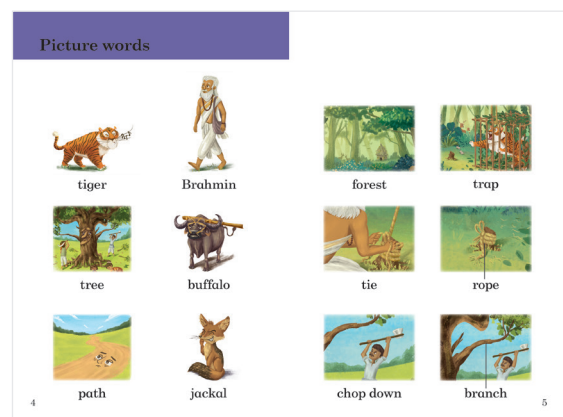 Picture words
tiger
Brahmin
tree
buffalo
path
jackal
4
forest
trap
tie
rope
chop down
branch
5